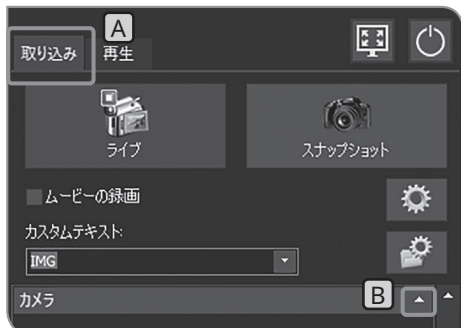 A
取り込み 再生
ライブ スナップショット
ムービーの録画
カスタムテキスト:
IMG
カメラ B